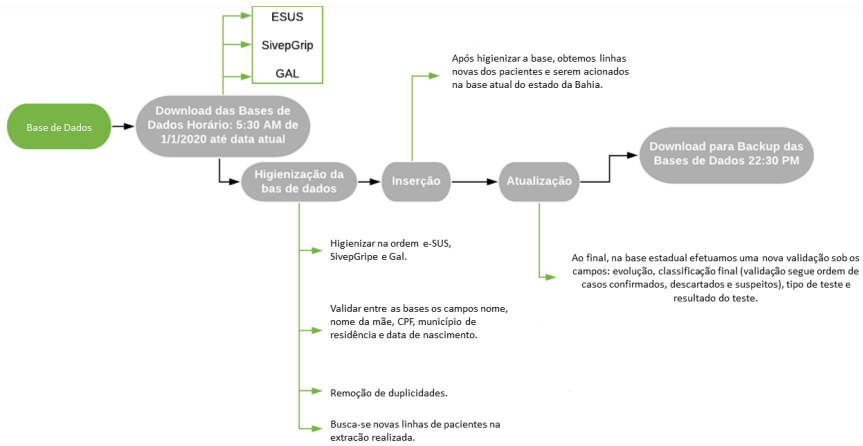 ESUS
SivepGrip
GAL
Base de Dados
Download das Bases de
Dados Horário: 5:30 AM de
1/1/2020 até data atual
Após higienizar a base, obtemos linhas
novas dos pacientes e serem acionados
na base atual do estado da Bahia.
Download para Backup das
Bases de Dados 22:30 PM
Higienização da
bas de dados
Inserção
Atualização
Higienizar na ordem e-SUS,
SivepGripe e Gal.
Validar entre as bases os campos nome,
nome da mãe, CPF, município de
residência e data de nascimento.
Remoção de duplicidades.
Busca-se novas linhas de pacientes na
extração realizada.
Ao final, na base estadual efetuamos uma nova validação sob os
campos: evolução, classificação final (validação segue ordem de
casos confirmados, descartados e suspeitos), tipo de teste e
resultado do teste.